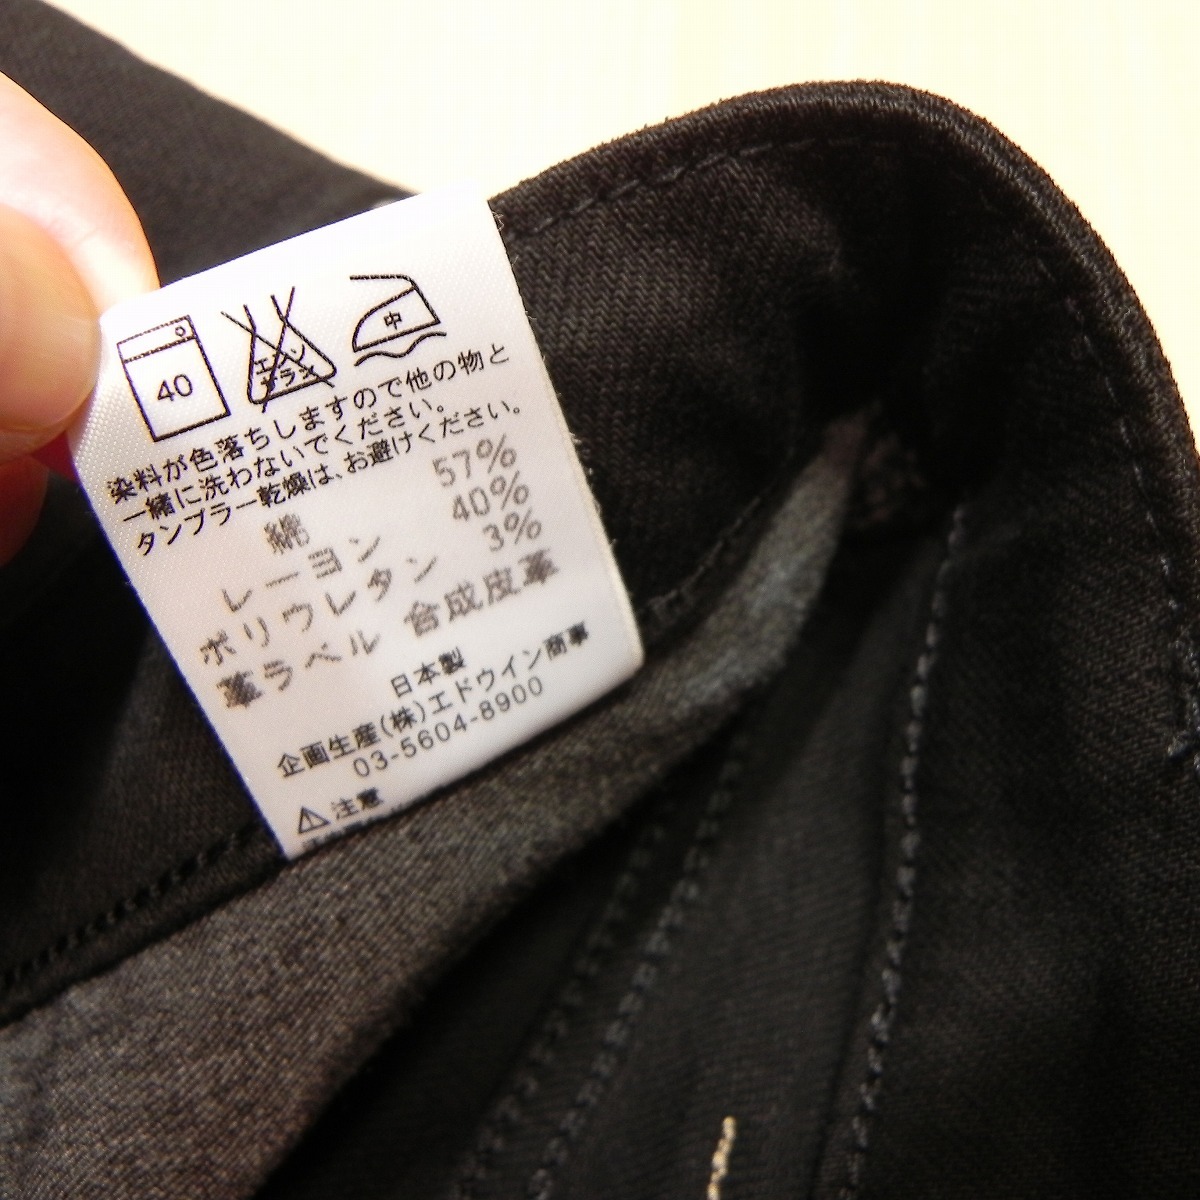 40
エンソ
サラシ
中
染料が色落ちしますので他の物と
一緒に洗わないでください。
タンブラー乾燥は、お避けください。
綿 57%
レーヨン 40%
ポリウレタン 3%
革ラベル 合成皮革
日本製
企画生産(株)エドウイン商事
03-5604-8900
注意